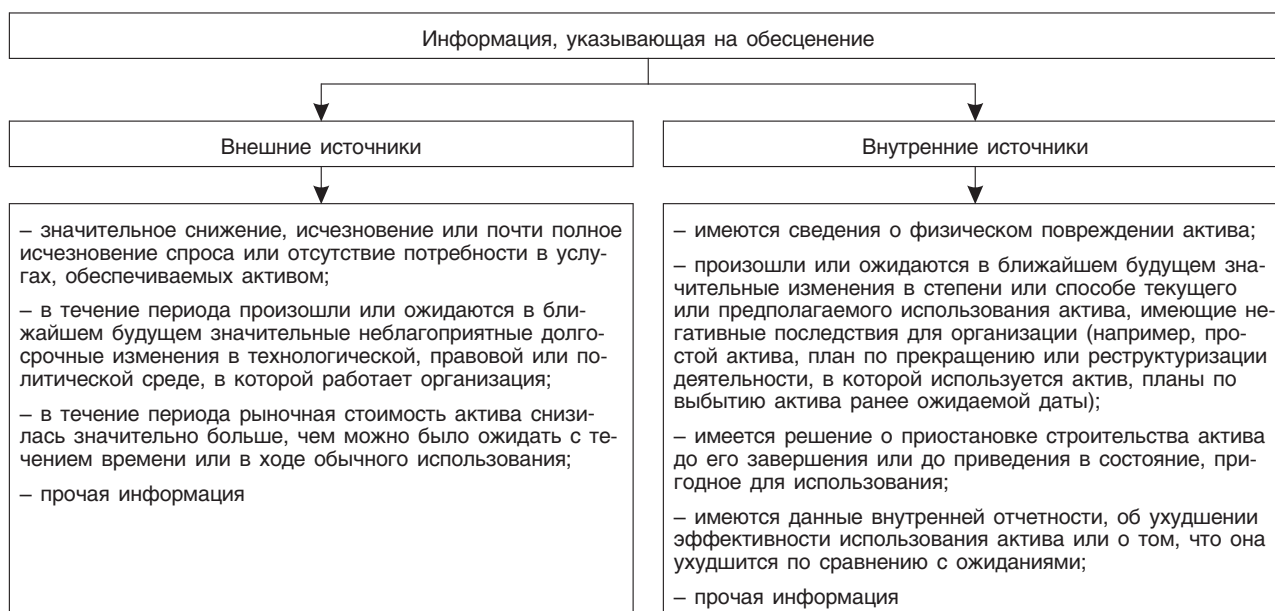 Информация, указывающая на обесценение
Внешние источники
Внутренние источники
– значительное снижение, исчезновение или почти полное
исчезновение спроса или отсутствие потребности в услу-
гах, обеспечиваемых активом;
– в течение периода произошли или ожидаются в бли-
жайшем будущем значительные неблагоприятные долго-
срочные изменения в технологической, правовой или по-
литической среде, в которой работает организация;
– в течение периода рыночная стоимость актива снизи-
лась значительно больше, чем можно было ожидать с те-
чением времени или в ходе обычного использования;
– прочая информация
– имеются сведения о физическом повреждении актива;
– произошли или ожидаются в ближайшем будущем зна-
чительные изменения в степени или способе текущего
или предполагаемого использования актива, имеющие не-
гативные последствия для организации (например, про-
стой актива, план по прекращению или реструктуризации
деятельности, в которой используется актив, планы по
выбытию актива ранее ожидаемой даты);
– имеется решение о приостановке строительства актива
до его завершения или до приведения в состояние, при-
годное для использования;
– имеются данные внутренней отчетности, об ухудшении
эффективности использования актива или о том, что она
ухудшится по сравнению с ожиданиями;
– прочая информация